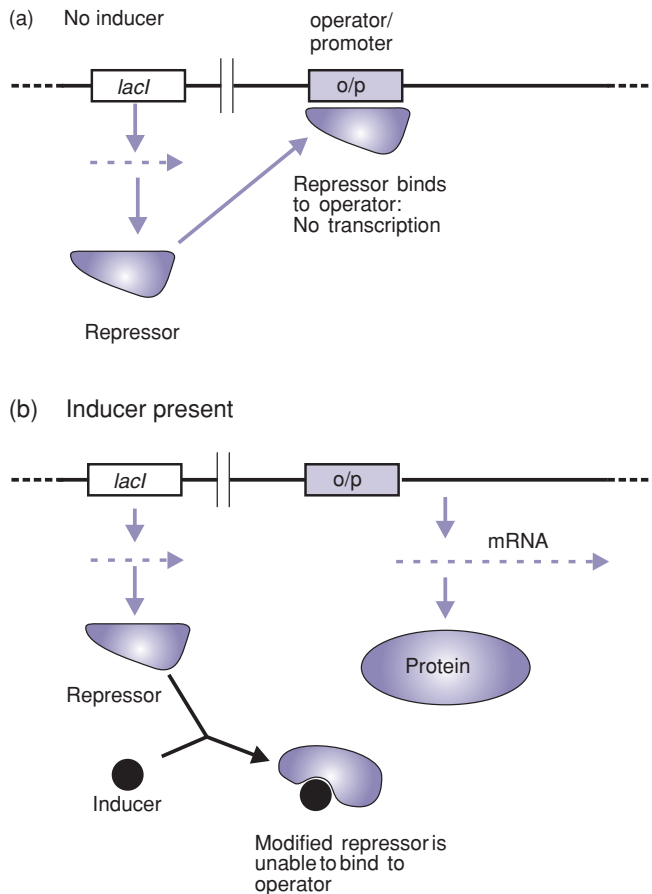 (a) No inducer
operator/
promoter
lacI
o/p
Repressor binds
to operator:
No transcription
Repressor
(b) Inducer present
lacI
o/p
mRNA
Repressor
Protein
Inducer
Modified repressor is
unable to bind to
operator